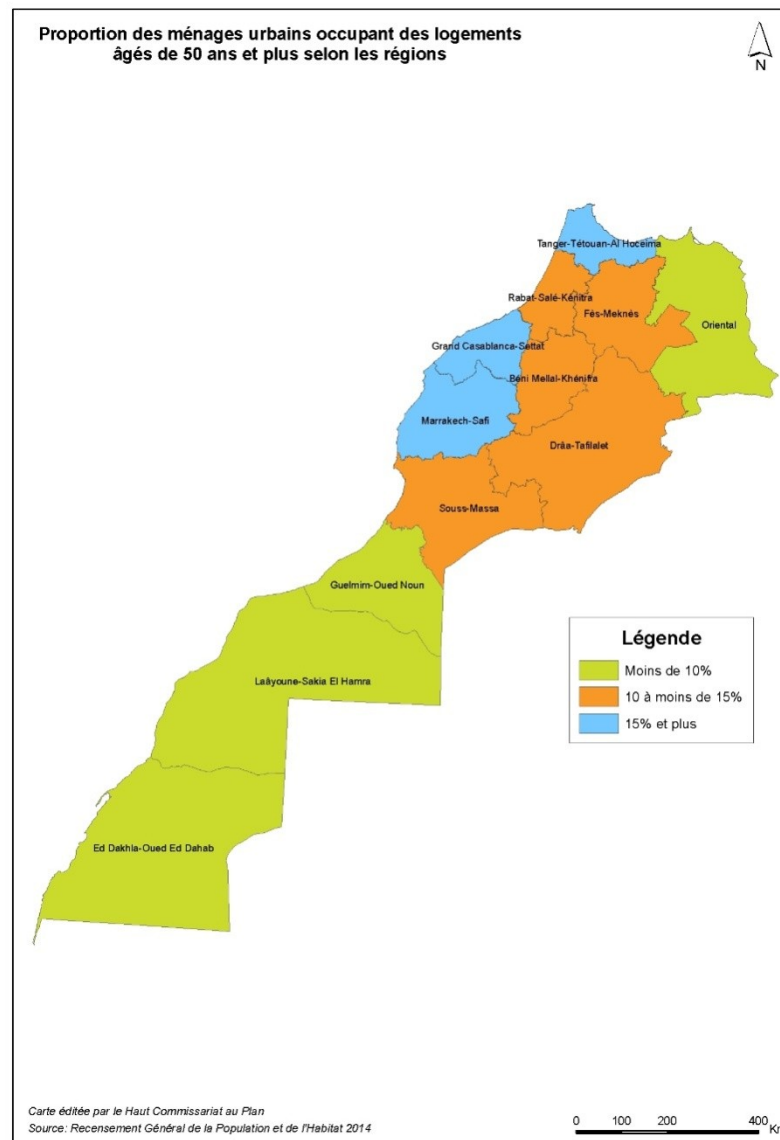 Proportion des ménages urbains occupant des logements
âgés de 50 ans et plus selon les régions
N
Tanger-Tétouan-Al Hoceima
Rabat-Salé-Kénitra
Fés-Meknés
Oriental
Grand Casablanca-Settat
Béni Mellal-Khénifra
Marrakech-Safi
Drâa-Tafilalet
Souss-Massa
Guelmim-Oued Noun
Laâyoune-Sakia El Hamra
Ed Dakhla-Oued Ed Dahab
Légende
Moins de 10%
10 à moins de 15%
15% et plus
Carte éditée par le Haut Commissariat au Plan
Source: Recensement Général de la Population et de l'Habitat 2014
0 100 200 400 Km